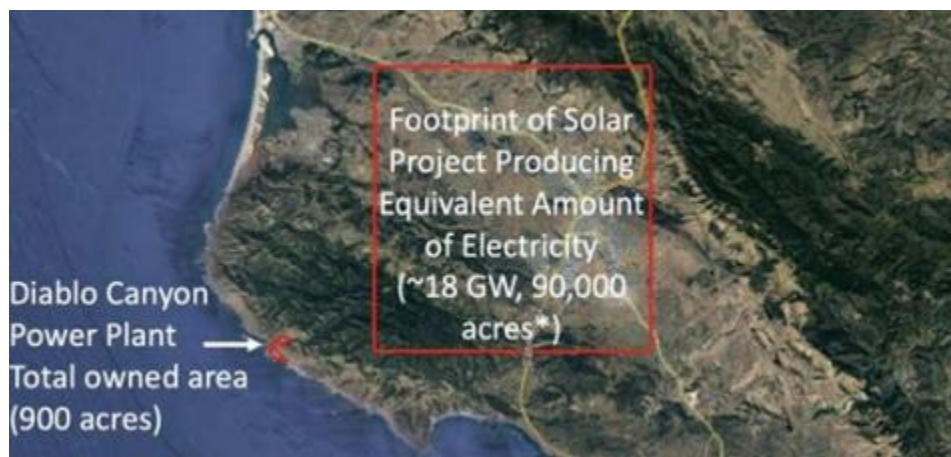 Footprint of Solar
Project Producing
Equivalent Amount
of Electricity
(~18 GW, 90,000
acres*)
Diablo Canyon
Power Plant
Total owned area
(900 acres)